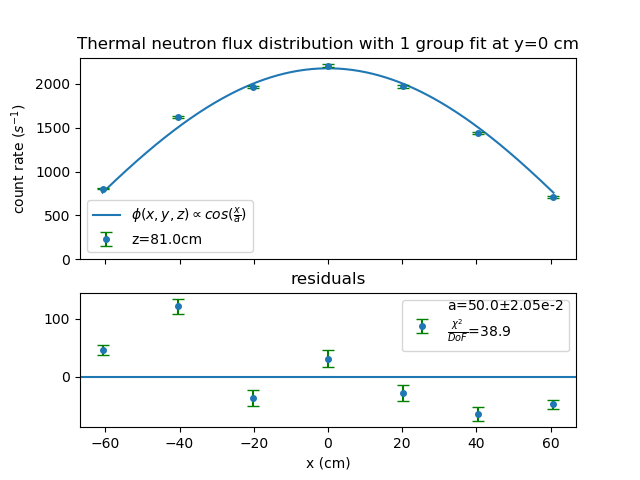 Thermal neutron flux distribution with 1 group fit at y=0 cm
count rate (s⁻¹)
2000
1500
1000
500
0
ϕ(x, y, z) ∝ cos(x/a)
z=81.0cm
residuals
100
0
a=50.0±2.05e-2
χ²/DoF=38.9
−60 −40 −20 0 20 40 60
x (cm)